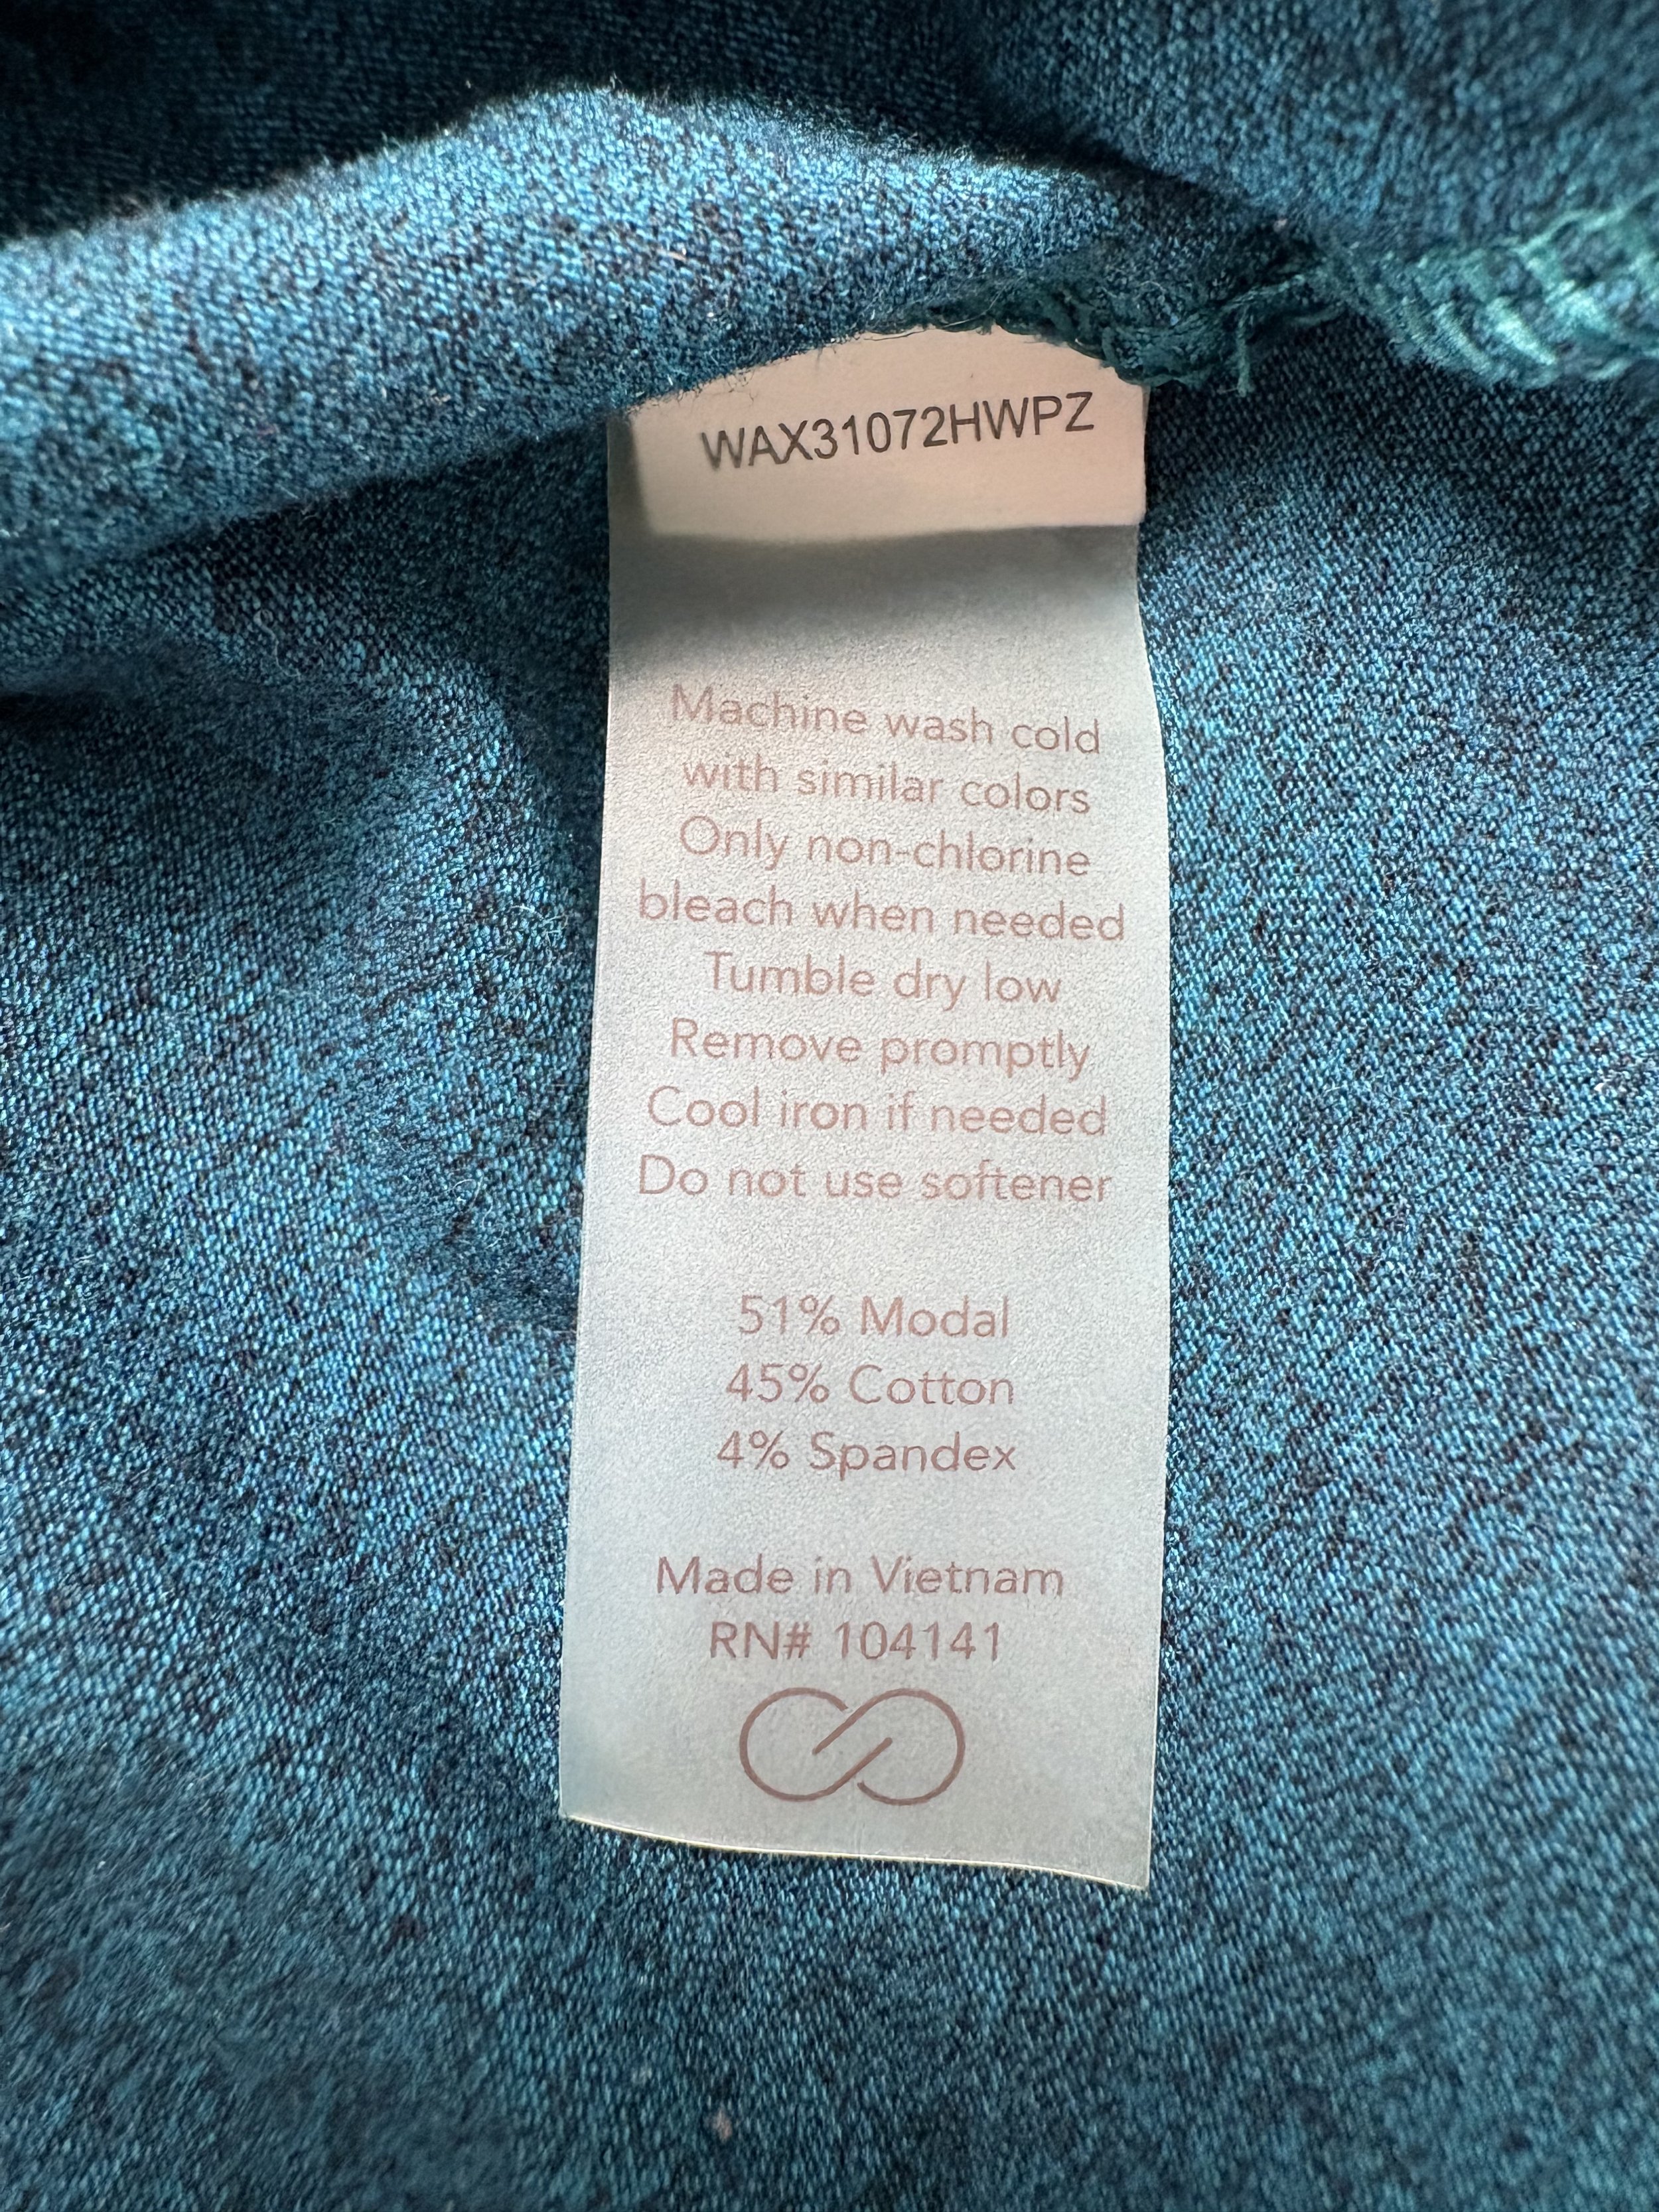 WAX31072HWPZ
Machine wash cold
with similar colors
Only non-chlorine
bleach when needed
Tumble dry low
Remove promptly
Cool iron if needed
Do not use softener
51% Modal
45% Cotton
4% Spandex
Made in Vietnam
RN# 104141